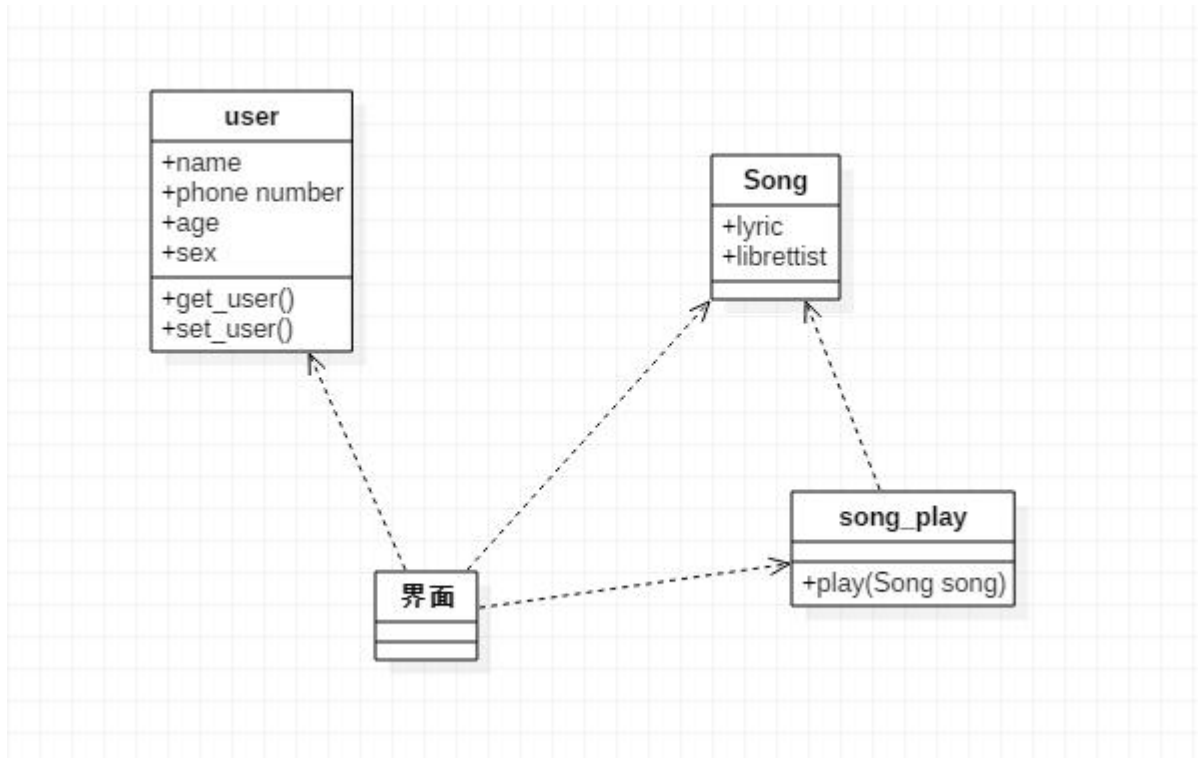 user
+name
+phone number
+age
+sex
+get_user()
+set_user()
Song
+lyric
+librettist
song_play
+play(Song song)
界面